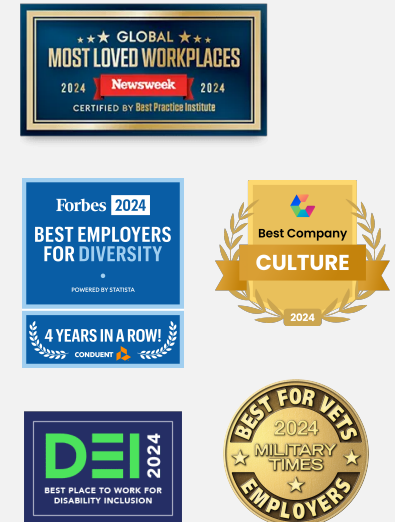 GLOBAL
MOST LOVED WORKPLACES
2024 Newsweek 2024
CERTIFIED BY Best Practice Institute
Forbes 2024
BEST EMPLOYERS
FOR DIVERSITY
POWERED BY STATISTA
4 YEARS IN A ROW!
CONDUENT
Best Company
CULTURE
2024
DEI 2024
BEST PLACE TO WORK FOR
DISABILITY INCLUSION
BEST FOR VETS
2024
MILITARY
TIMES
EMPLOYERS